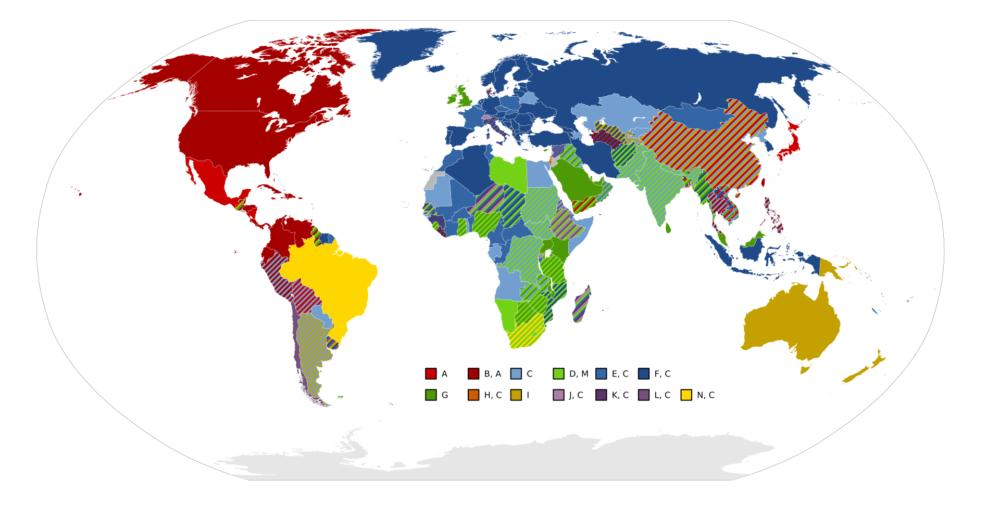 A B, A C D, M E, C F, C
G H, C I J, C K, C L, C N, C